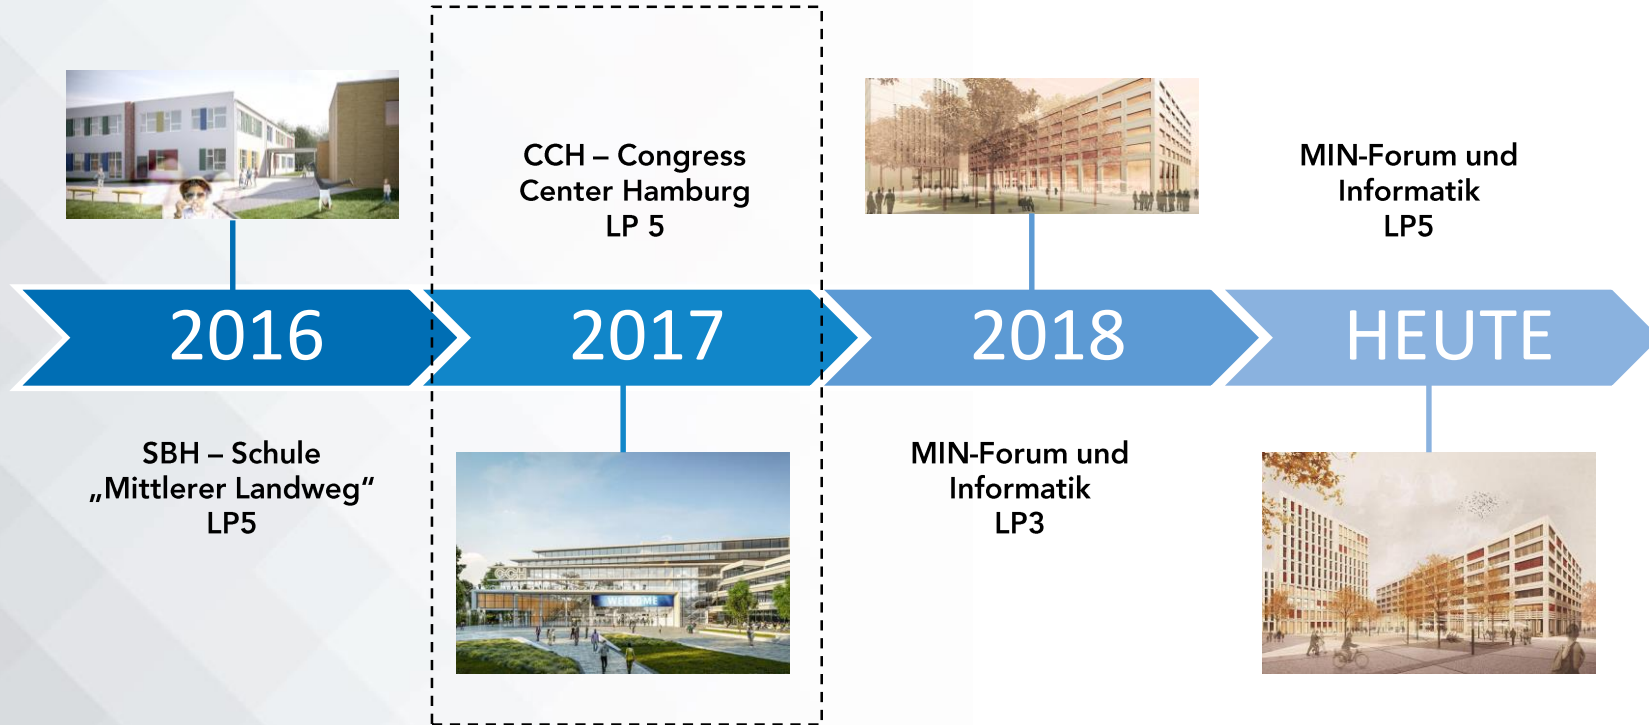 CCH – Congress
Center Hamburg
LP 5
MIN-Forum und
Informatik
LP5
2016
2017
2018
HEUTE
SBH – Schule
„Mittlerer Landweg“
LP5
WELCOME
MIN-Forum und
Informatik
LP3